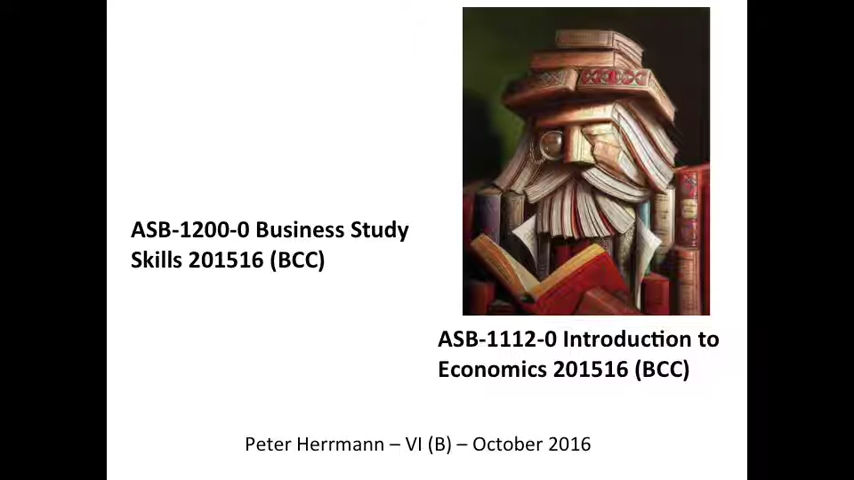 ASB-1200-0 Business Study
Skills 201516 (BCC)
ASB-1112-0 Introduction to
Economics 201516 (BCC)
Peter Herrmann – VI (B) – October 2016